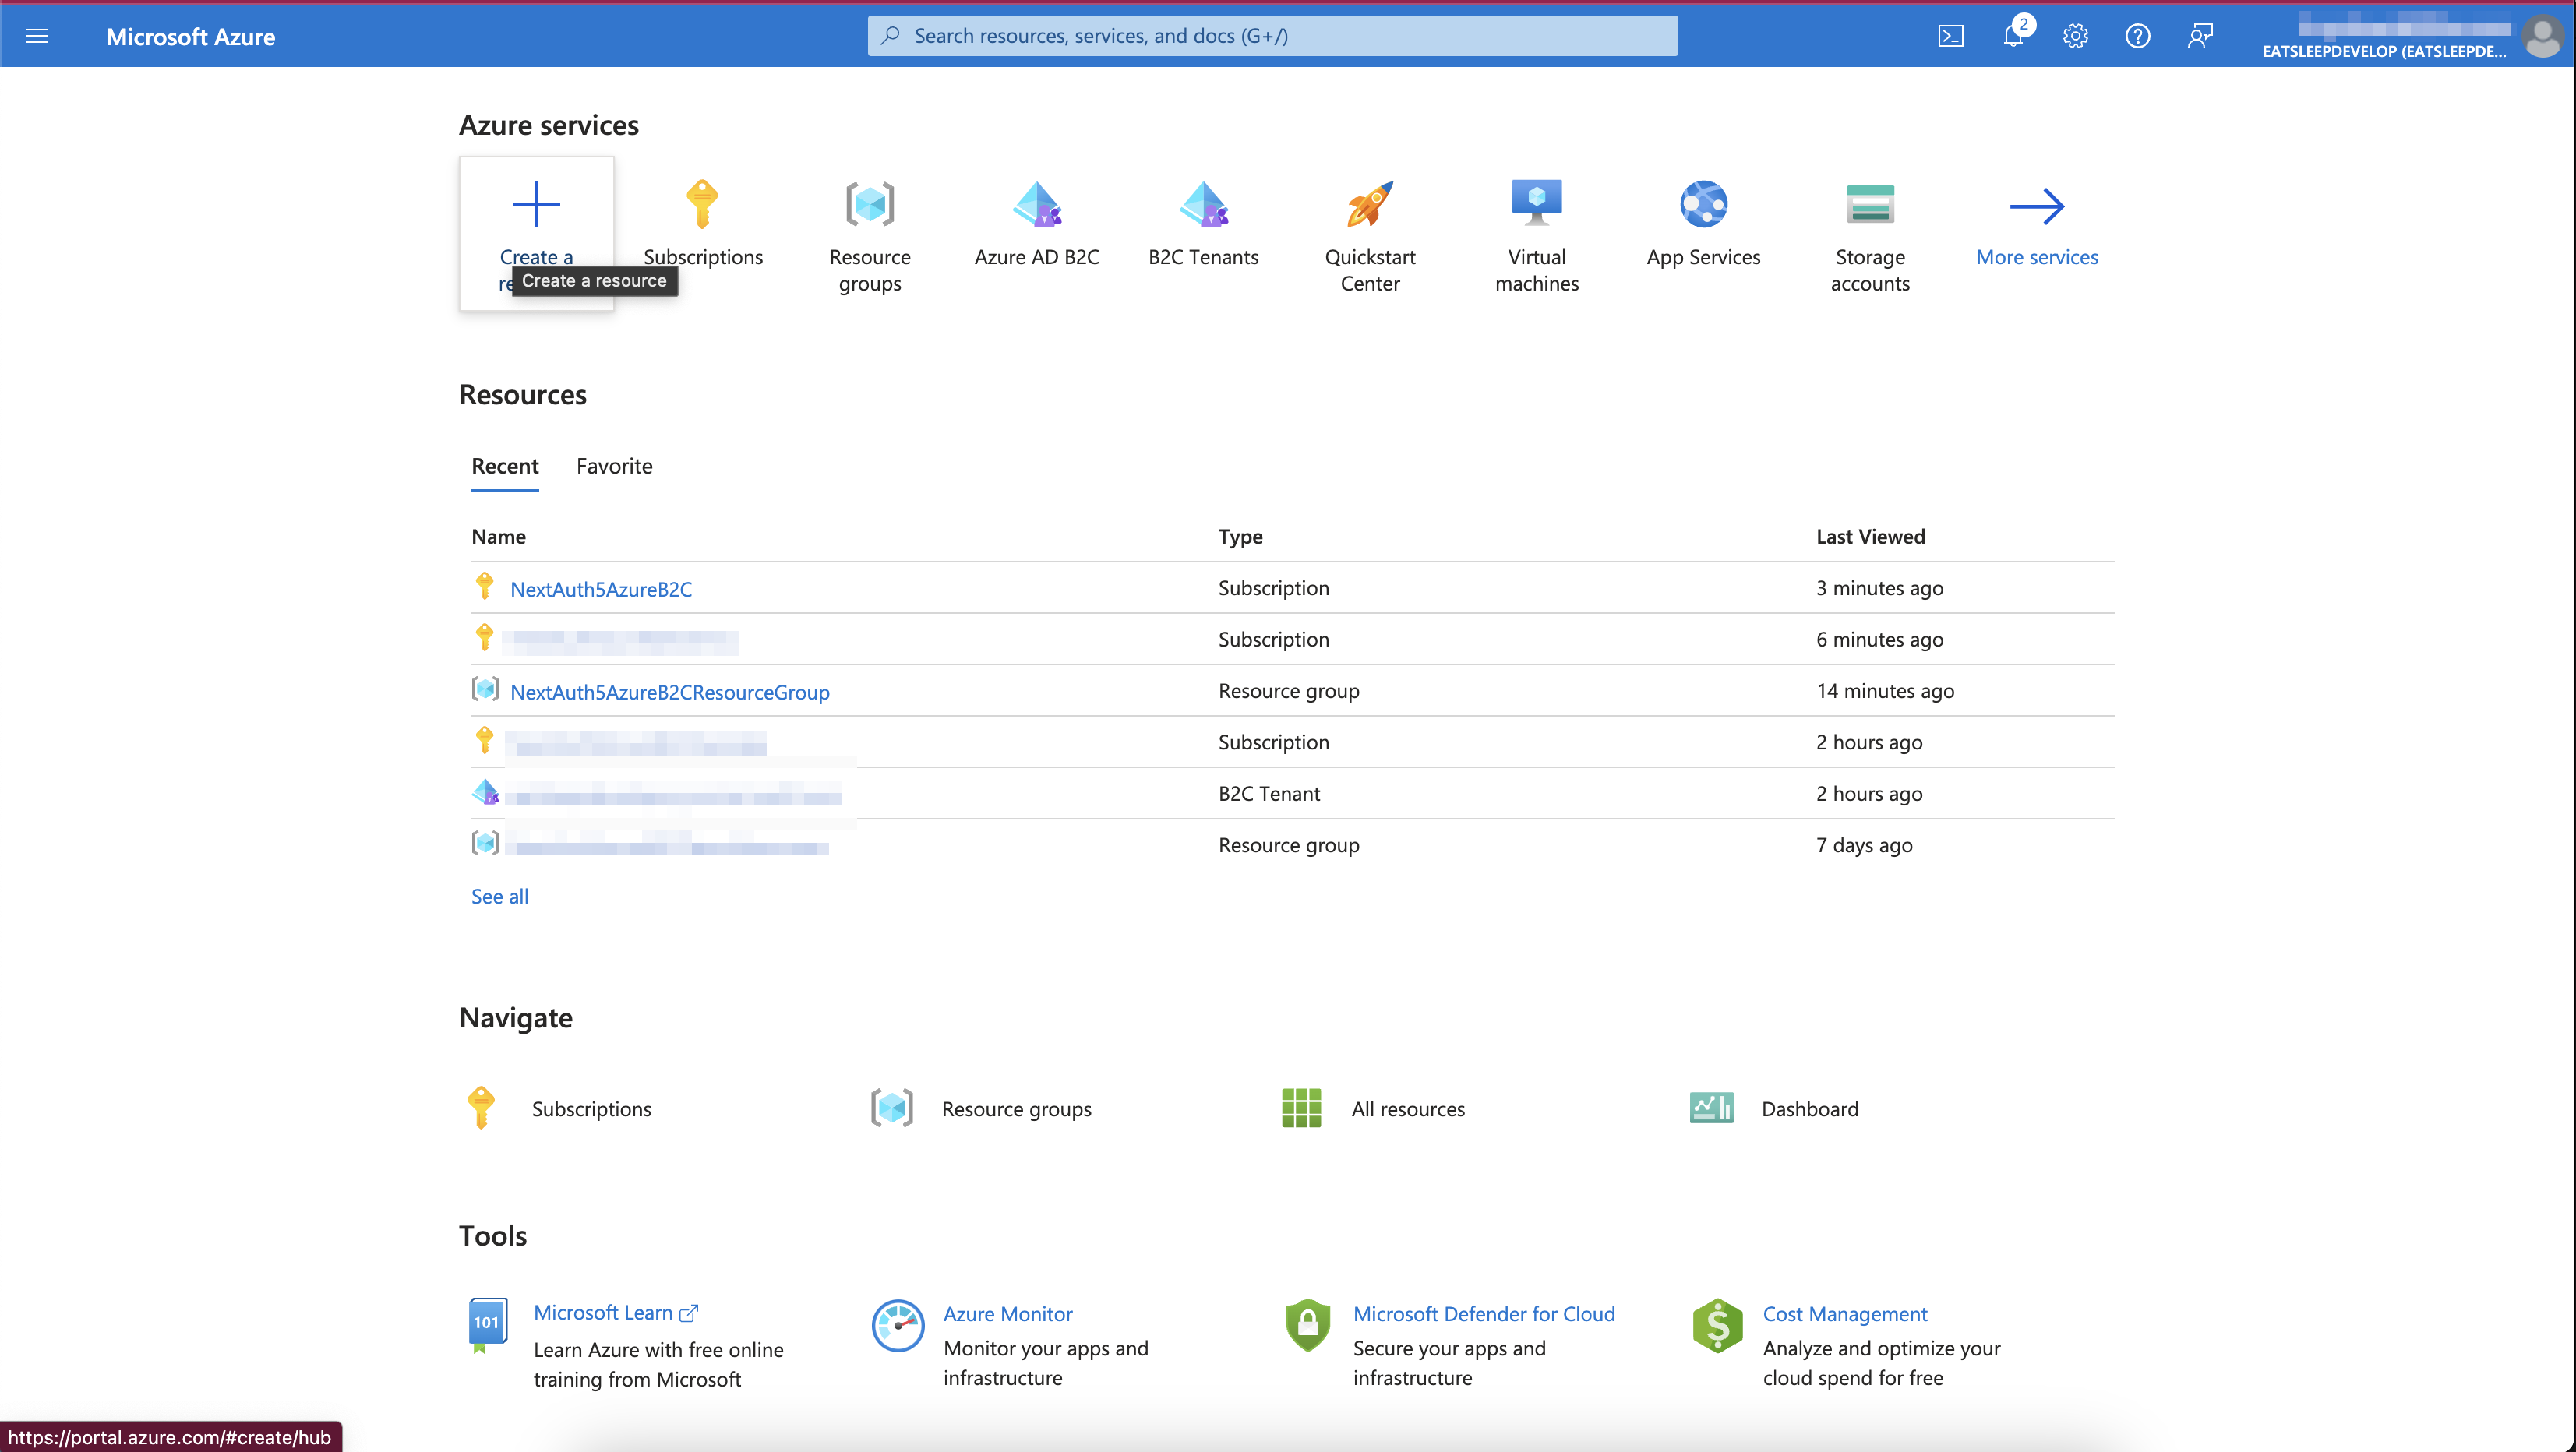 Microsoft Azure
Search resources, services, and docs (G+/)
2
EATSLEEPDEVELOP (EATSLEEPDE...
Azure services
Create a
re
Create a resource
Subscriptions
Resource
groups
Azure AD B2C
B2C Tenants
Quickstart
Center
Virtual
machines
App Services
Storage
accounts
More services
Resources
Recent Favorite
Name Type Last Viewed
NextAuth5AzureB2C Subscription 3 minutes ago
Subscription 6 minutes ago
NextAuth5AzureB2CResourceGroup Resource group 14 minutes ago
Subscription 2 hours ago
B2C Tenant 2 hours ago
Resource group 7 days ago
See all
Navigate
Subscriptions Resource groups All resources Dashboard
Tools
101
Microsoft Learn
Learn Azure with free online
training from Microsoft
Azure Monitor
Monitor your apps and
infrastructure
Microsoft Defender for Cloud
Secure your apps and
infrastructure
Cost Management
Analyze and optimize your
cloud spend for free
https://portal.azure.com/#create/hub